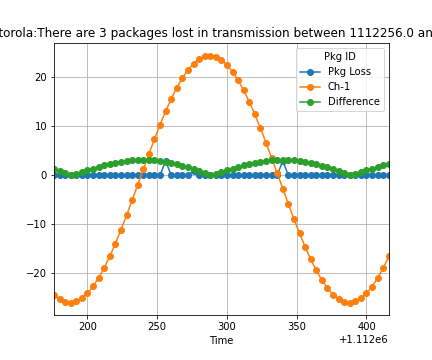 torola:There are 3 packages lost in transmission between 1112256.0 an
Pkg ID
Pkg Loss
Ch-1
Difference
20
10
0
−10
−20
200
250
300
350
400
Time
+1.112e6